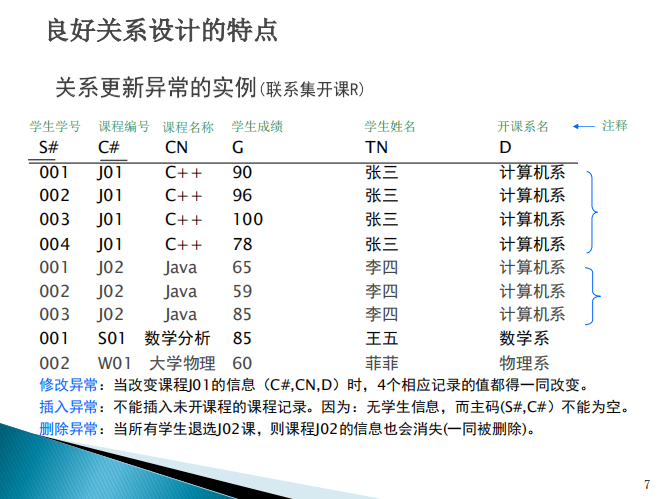 良好关系设计的特点
关系更新异常的实例(联系集开课R)
学生学号 课程编号 课程名称 学生成绩 学生姓名 开课系名 注释
S# C# CN G TN D
001 J01 C++ 90 张三 计算机系
002 J01 C++ 96 张三 计算机系
003 J01 C++ 100 张三 计算机系
004 J01 C++ 78 张三 计算机系
001 J02 Java 65 李四 计算机系
002 J02 Java 59 李四 计算机系
003 J02 Java 85 李四 计算机系
001 S01 数学分析 85 王五 数学系
002 W01 大学物理 60 菲菲 物理系
修改异常：当改变课程J01的信息（C#,CN,D）时，4个相应记录的值都得一同改变。
插入异常：不能插入未开课程的课程记录。因为：无学生信息，而主码(S#,C#）不能为空。
删除异常：当所有学生退选J02课，则课程J02的信息也会消失(一同被删除)。
7